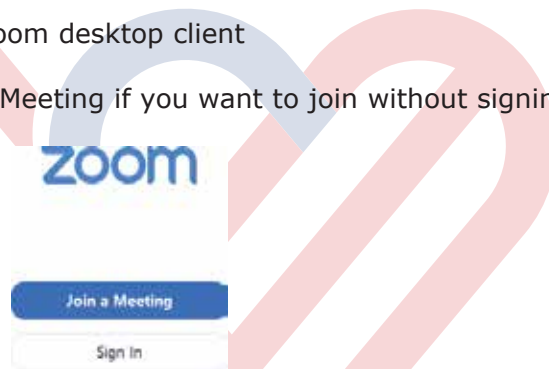 oom desktop client
Meeting if you want to join without signin
zoom
Join a Meeting
Sign In